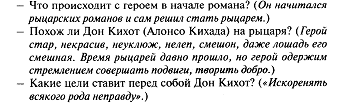 – Что происходит с героем в начале романа? (Он начитался
рыцарских романов и сам решил стать рыцарем.)
– Похож ли Дон Кихот (Алонсо Кихада) на рыцаря? (Герой
стар, некрасив, неуклюж, нелеп, смешон, даже лошадь его
смешная. Время рыцарей давно прошло, но герой одержим
стремлением совершать подвиги, творить добро.)
– Какие цели ставит перед собой Дон Кихот? («Искоренять
всякого рода неправду».)